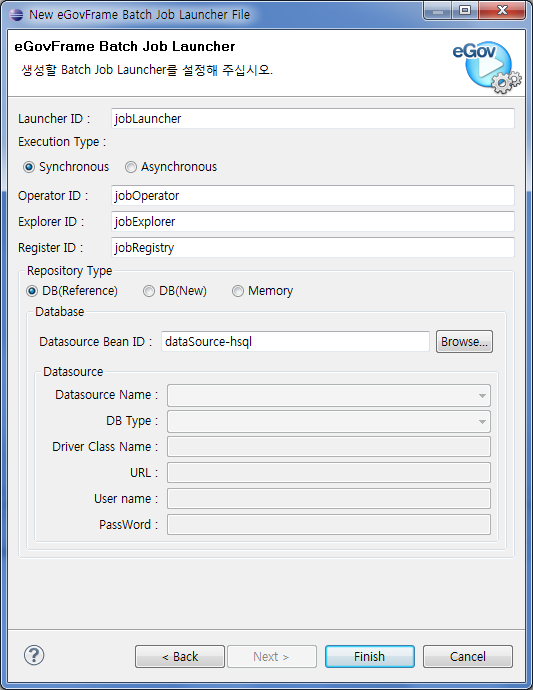 New eGovFrame Batch Job Launcher File
eGovFrame Batch Job Launcher
eGov
생성할 Batch Job Launcher를 설정해 주십시오.
Launcher ID : jobLauncher
Execution Type :
Synchronous Asynchronous
Operator ID : jobOperator
Explorer ID : jobExplorer
Register ID : jobRegistry
Repository Type
DB(Reference) DB(New) Memory
Database
Datasource Bean ID : dataSource-hsql Browse...
Datasource
Datasource Name :
DB Type :
Driver Class Name :
URL :
User name :
PassWord :
? < Back Next > Finish Cancel